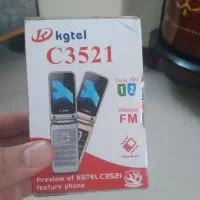 kgtel
C3521
DUAL SIM
1 2
Wireless
FM
Preview of KGTEL C3521
feature phone